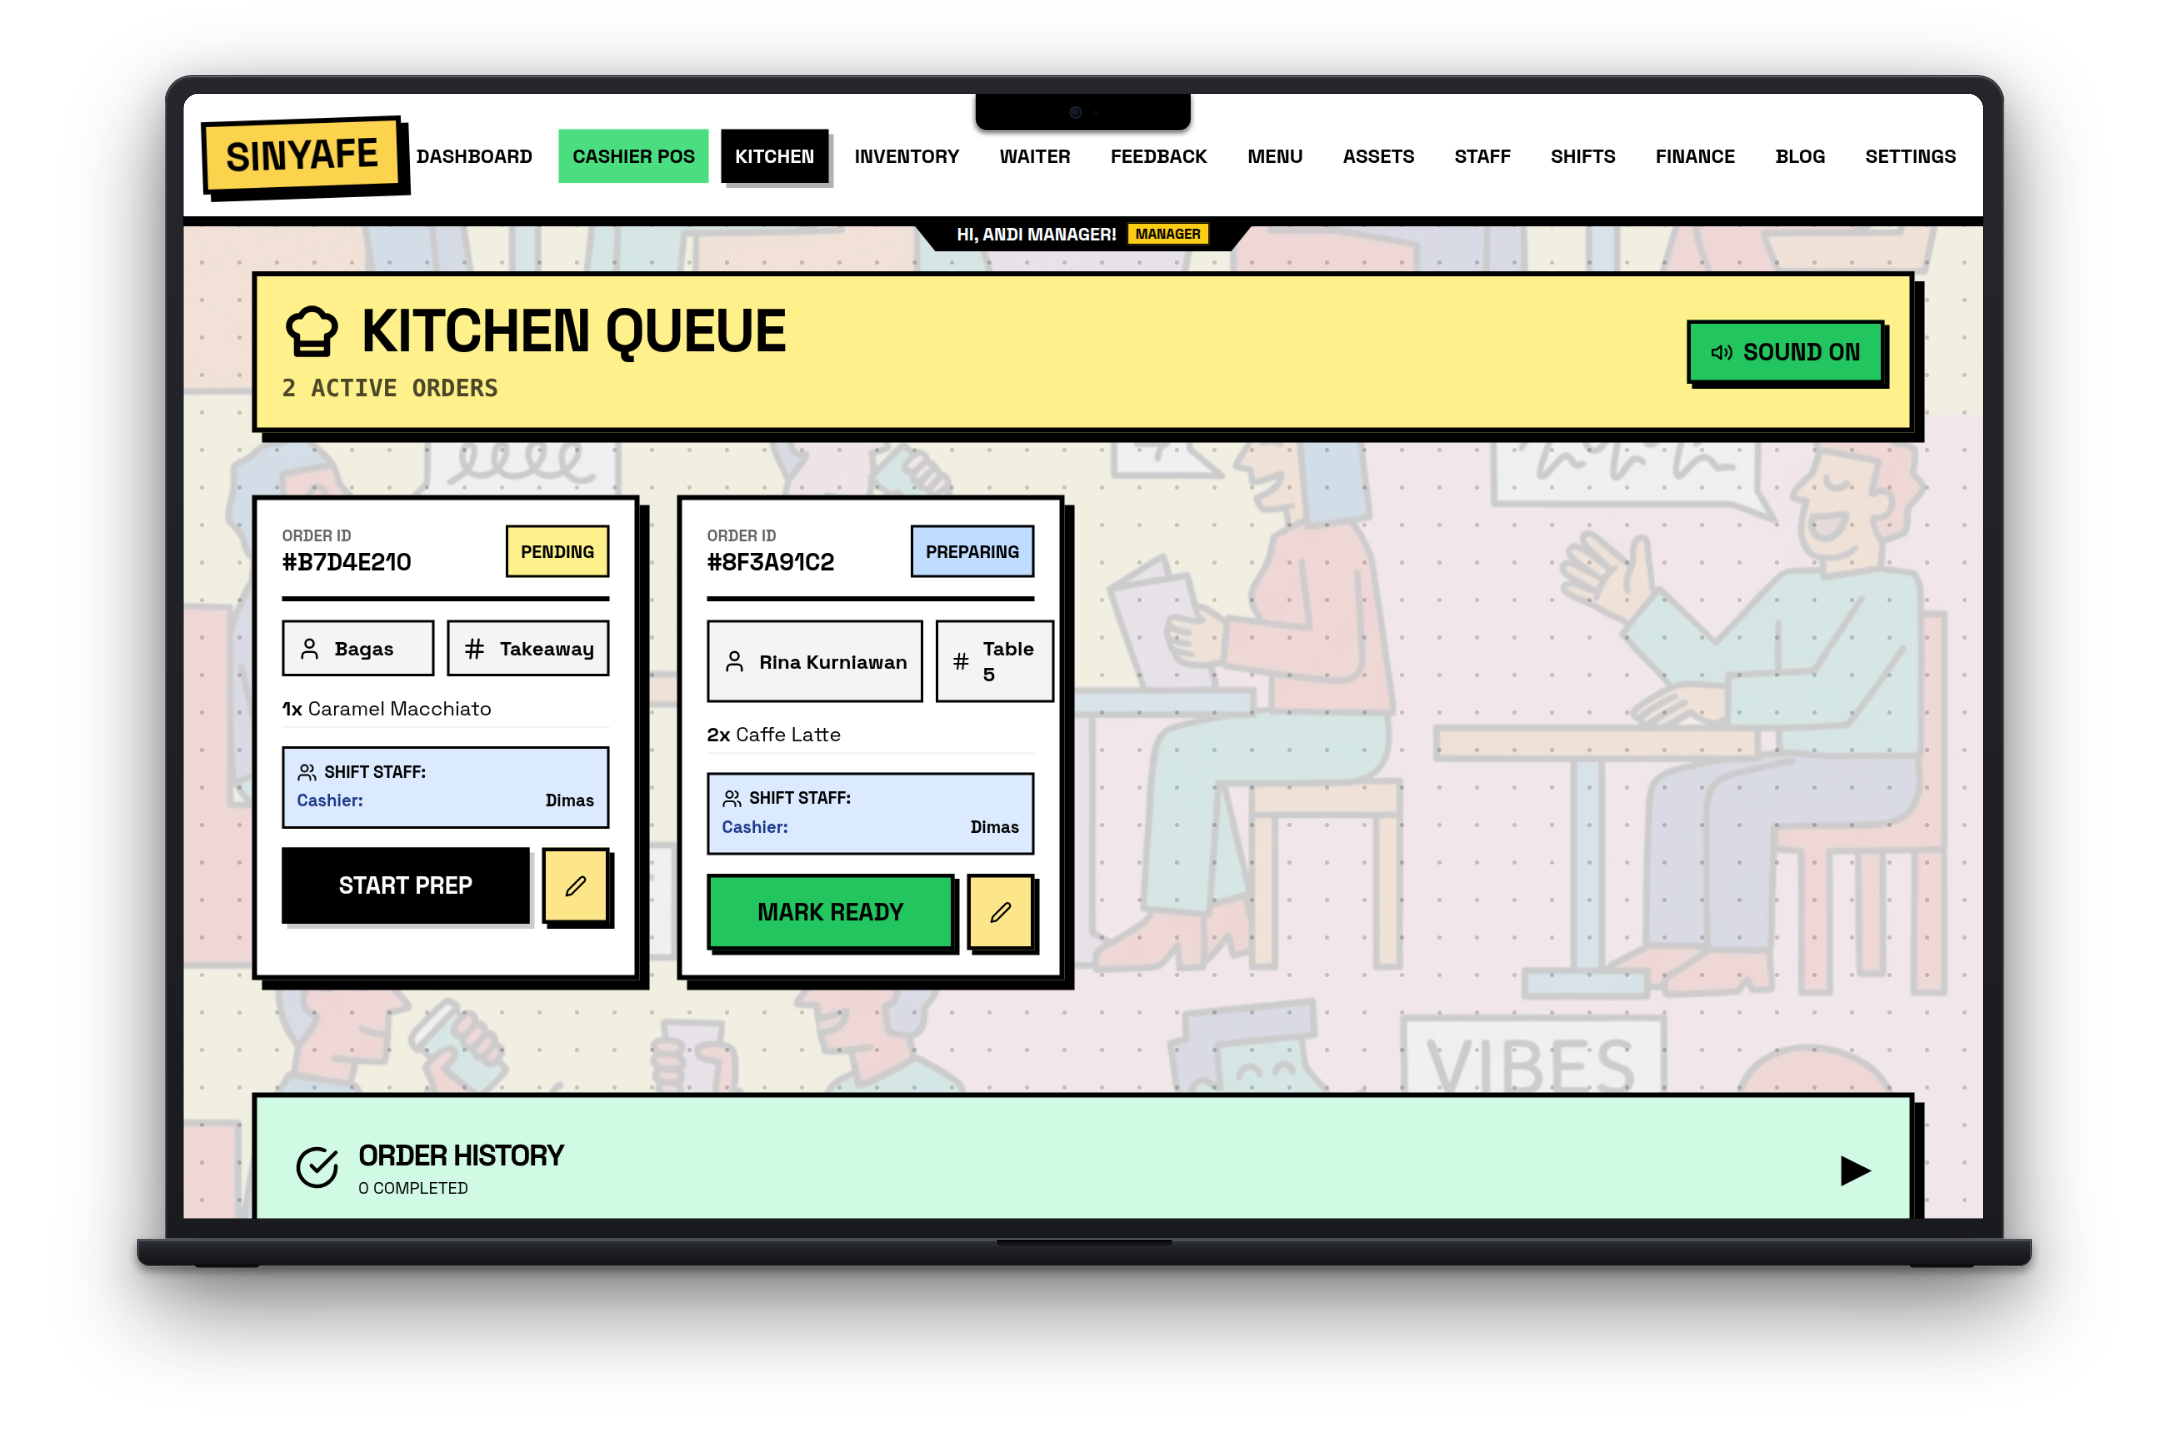 SINYAFE
DASHBOARD
CASHIER POS
KITCHEN
INVENTORY
WAITER
FEEDBACK
MENU
ASSETS
STAFF
SHIFTS
FINANCE
BLOG
SETTINGS
HI, ANDI MANAGER! MANAGER
KITCHEN QUEUE
2 ACTIVE ORDERS
SOUND ON
ORDER ID
#B7D4E210
PENDING
Bagas
# Takeaway
1x Caramel Macchiato
SHIFT STAFF:
Cashier: Dimas
START PREP
ORDER ID
#8F3A91C2
PREPARING
Rina Kurniawan
# Table
5
2x Caffe Latte
SHIFT STAFF:
Cashier: Dimas
MARK READY
VIBES
ORDER HISTORY
0 COMPLETED